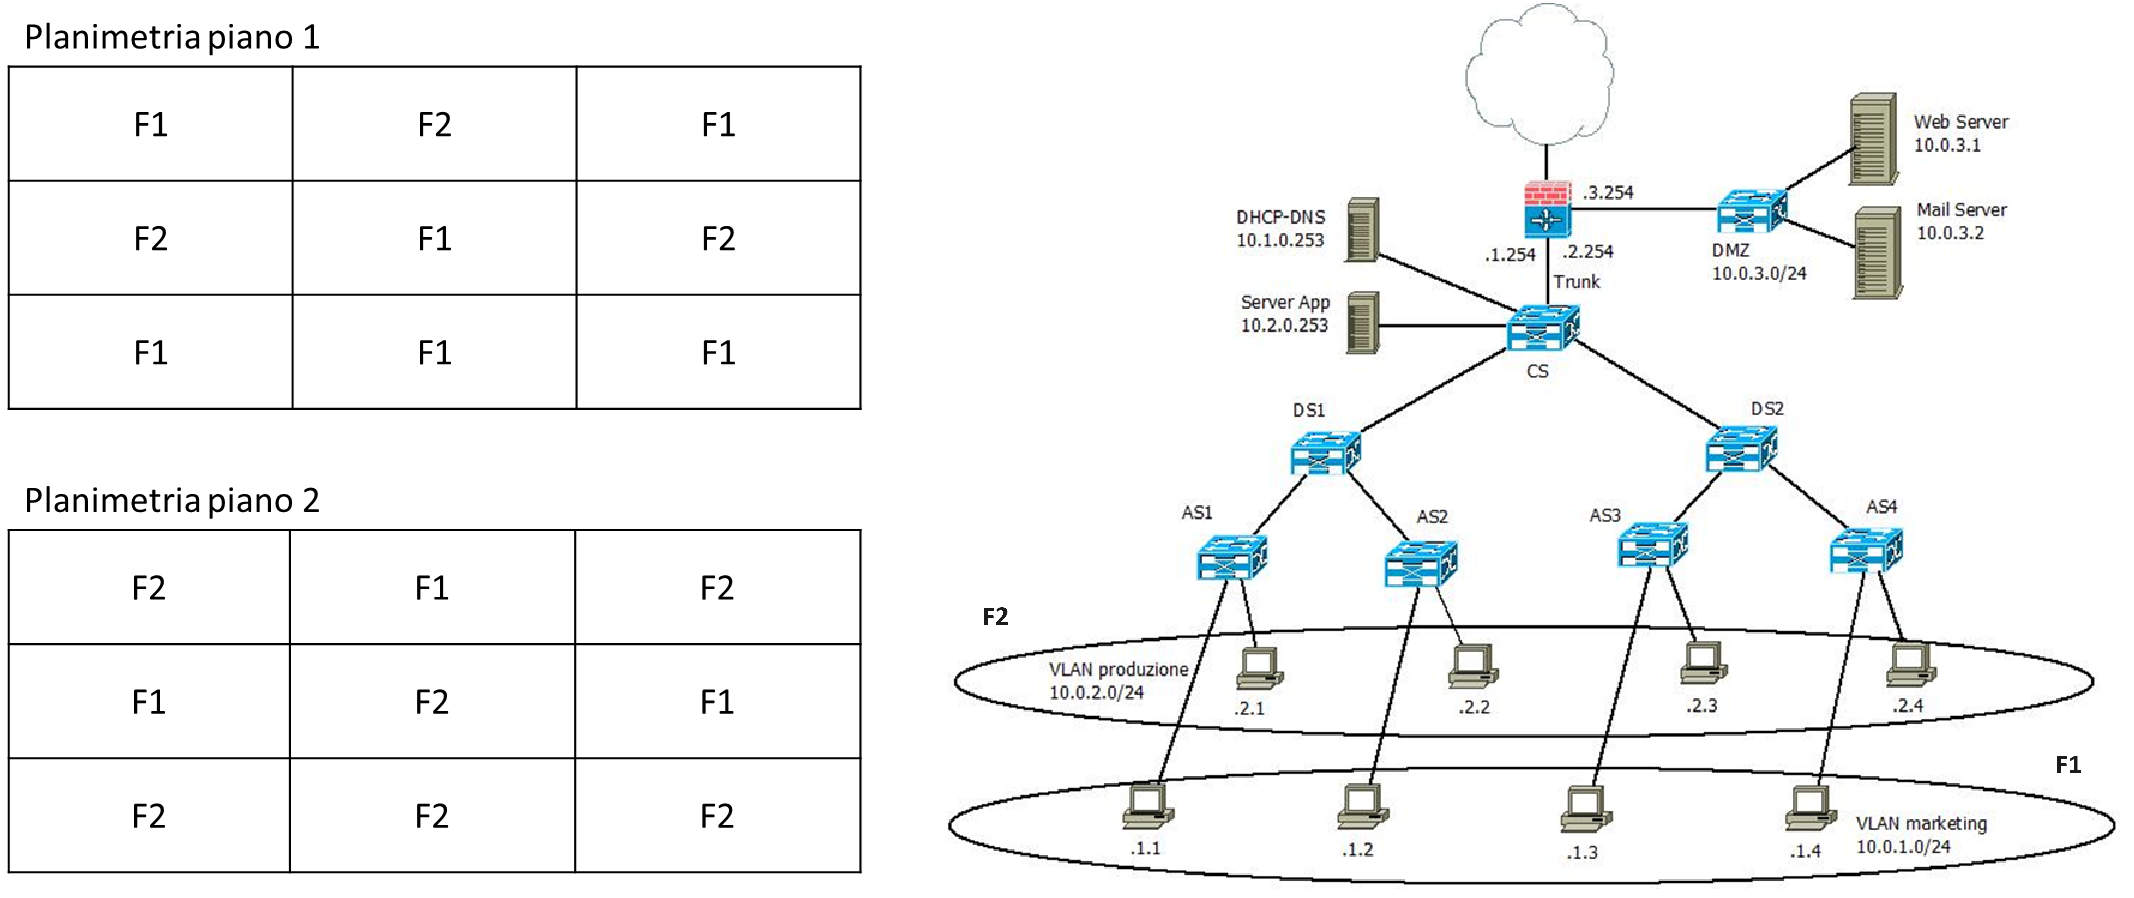 Planimetria piano 1
F1 F2 F1
F2 F1 F2
F1 F1 F1
Planimetria piano 2
F2 F1 F2
F1 F2 F1
F2 F2 F2
Web Server
10.0.3.1
.3.254
DHCP-DNS
10.1.0.253
Mail Server
10.0.3.2
.1.254 .2.254
DMZ
10.0.3.0/24
Trunk
Server App
10.2.0.253
CS
DS1 DS2
AS1 AS2 AS3 AS4
F2
VLAN produzione
10.0.2.0/24
.2.1 .2.2 .2.3 .2.4
F1
VLAN marketing
10.0.1.0/24
.1.1 .1.2 .1.3 .1.4